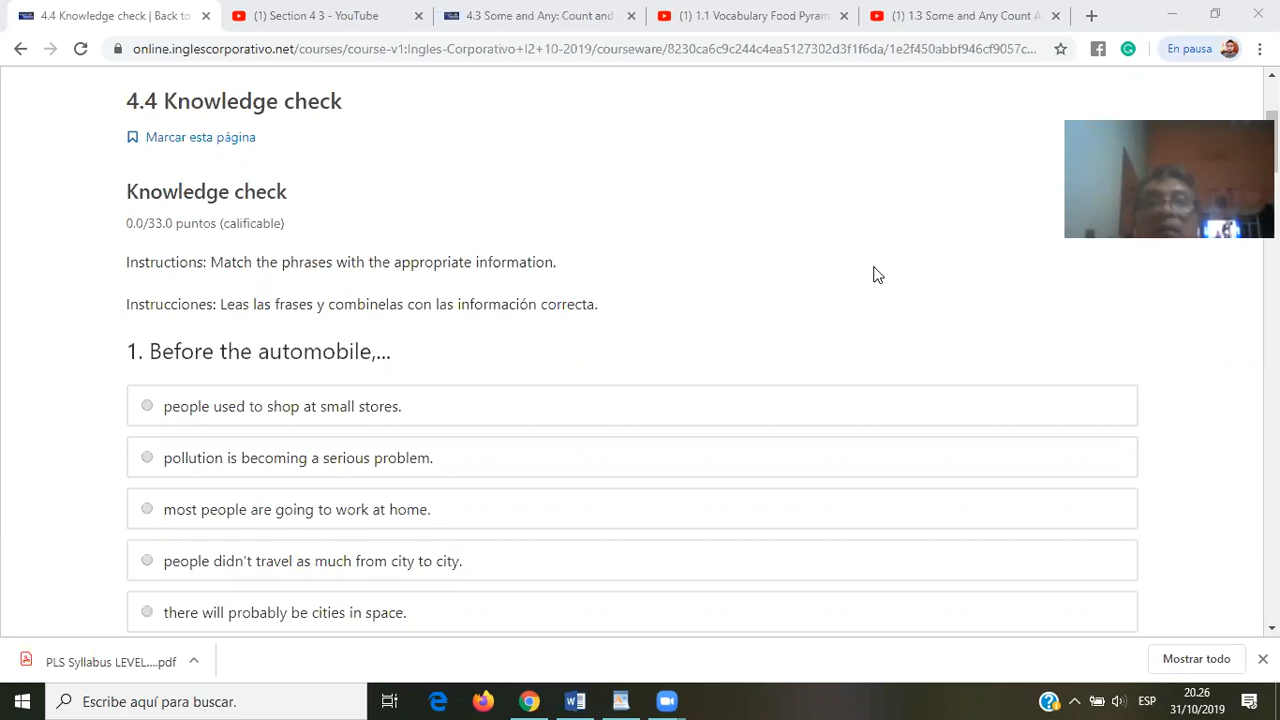 4.4 Knowledge check | Back to
(1) Section 4 3 - YouTube
4.3 Some and Any: Count and
(1) 1.1 Vocabulary Food Pyram
(1) 1.3 Some and Any Count A
online.inglescorporativo.net/courses/course-v1:Ingles-Corporativo+I2+10-2019/courseware/8230ca6c9c244c4ea5127302d3f1f6da/1e2f450abbf946cf9057c...
En pausa
4.4 Knowledge check
Marcar esta página
Knowledge check
0.0/33.0 puntos (calificable)
Instructions: Match the phrases with the appropriate information.
Instrucciones: Leas las frases y combinelas con las información correcta.
1. Before the automobile,...
people used to shop at small stores.
pollution is becoming a serious problem.
most people are going to work at home.
people didn't travel as much from city to city.
there will probably be cities in space.
PLS Syllabus LEVEL....pdf
Mostrar todo
Escribe aquí para buscar.
ESP
20.26
31/10/2019